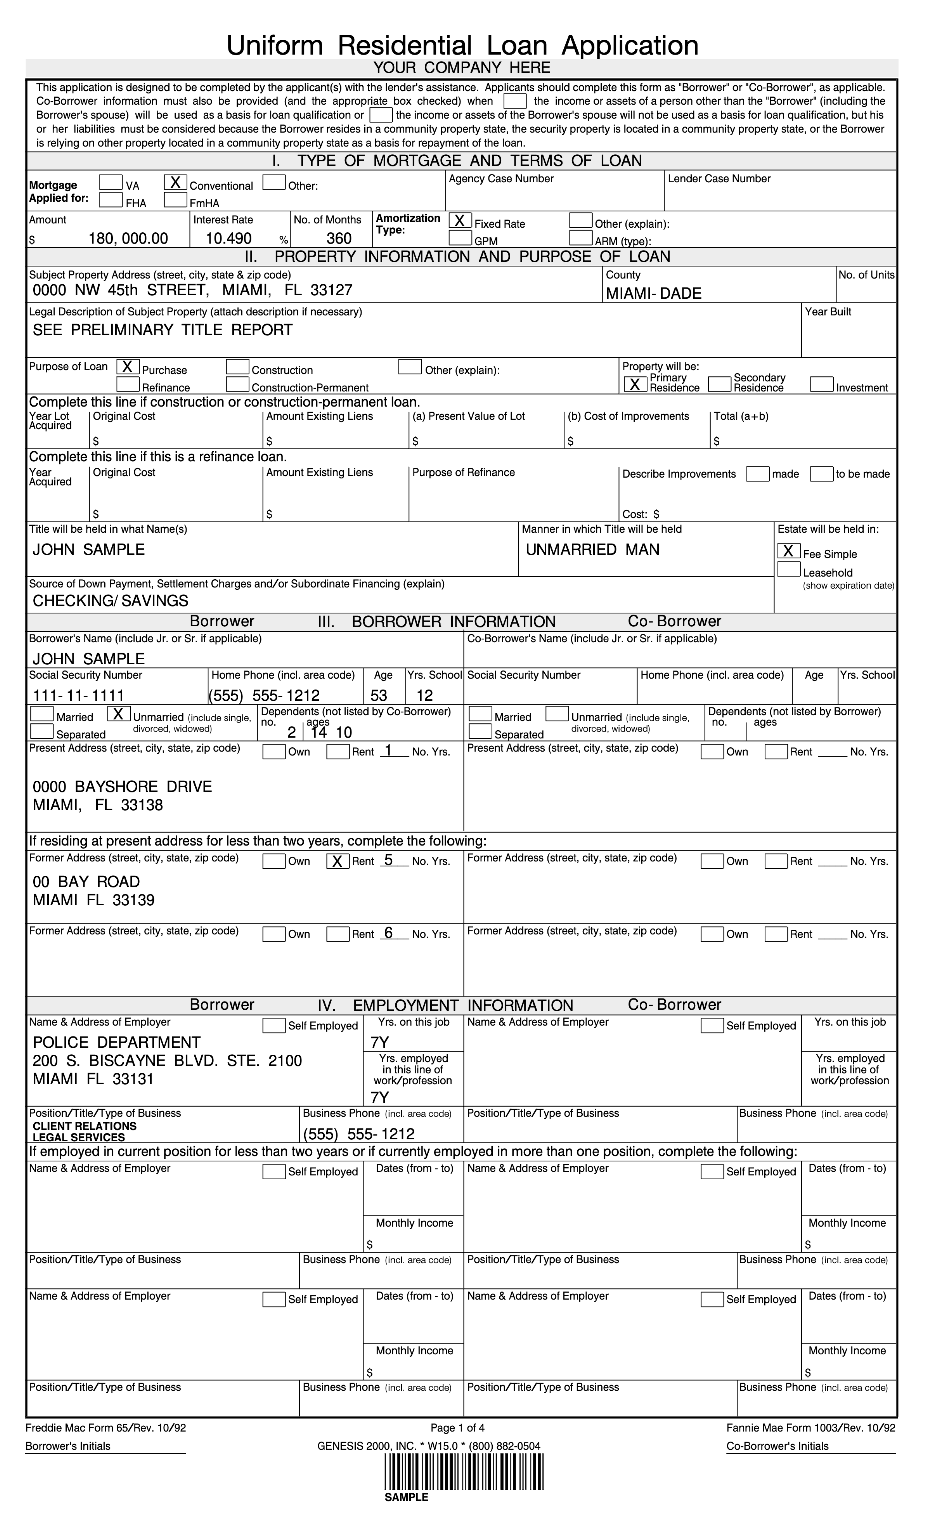 Uniform Residential Loan Application
YOUR COMPANY HERE
This application is designed to be completed by the applicant(s) with the lender's assistance. Applicants should complete this form as "Borrower" or "Co-Borrower", as applicable.
Co-Borrower information must also be provided (and the appropriate box checked) when the income or assets of a person other than the "Borrower" (including the
Borrower's spouse) will be used as a basis for loan qualification or the income or assets of the Borrower's spouse will not be used as a basis for loan qualification, but his
or her liabilities must be considered because the Borrower resides in a community property state, the security property is located in a community property state, or the Borrower
is relying on other property located in a community property state as a basis for repayment of the loan.
I. TYPE OF MORTGAGE AND TERMS OF LOAN
Mortgage Applied for: VA X Conventional Other: FHA FmHA
Agency Case Number
Lender Case Number
Amount
$ 180, 000.00
Interest Rate
10.490 %
No. of Months
360
Amortization Type: X Fixed Rate Other (explain):
GPM ARM (type):
II. PROPERTY INFORMATION AND PURPOSE OF LOAN
Subject Property Address (street, city, state & zip code)
0000 NW 45th STREET, MIAMI, FL 33127
County
MIAMI- DADE
No. of Units
Legal Description of Subject Property (attach description if necessary)
SEE PRELIMINARY TITLE REPORT
Year Built
Purpose of Loan X Purchase Construction Other (explain):
Refinance Construction-Permanent
Property will be:
X Primary Residence Secondary Residence Investment
Complete this line if construction or construction-permanent loan.
Year Lot Acquired
Original Cost
$
Amount Existing Liens
$
(a) Present Value of Lot
$
(b) Cost of Improvements
$
Total (a+b)
$
Complete this line if this is a refinance loan.
Year Acquired
Original Cost
$
Amount Existing Liens
$
Purpose of Refinance
Describe Improvements made to be made
Cost: $
Title will be held in what Name(s)
JOHN SAMPLE
Manner in which Title will be held
UNMARRIED MAN
Estate will be held in:
X Fee Simple
Leasehold
(show expiration date)
Source of Down Payment, Settlement Charges and/or Subordinate Financing (explain)
CHECKING/ SAVINGS
Borrower III. BORROWER INFORMATION Co- Borrower
Borrower's Name (include Jr. or Sr. if applicable)
JOHN SAMPLE
Co-Borrower's Name (include Jr. or Sr. if applicable)
Social Security Number
111- 11- 1111
Home Phone (incl. area code)
(555) 555- 1212
Age
53
Yrs. School
12
Social Security Number
Home Phone (incl. area code)
Age
Yrs. School
Married X Unmarried (include single, divorced, widowed)
Separated
Dependents (not listed by Co-Borrower)
no. 2 ages 14 10
Married Unmarried (include single, divorced, widowed)
Separated
Dependents (not listed by Borrower)
no. ages
Present Address (street, city, state, zip code) Own Rent 1 No. Yrs.
0000 BAYSHORE DRIVE
MIAMI, FL 33138
Present Address (street, city, state, zip code) Own Rent No. Yrs.
If residing at present address for less than two years, complete the following:
Former Address (street, city, state, zip code) Own X Rent 5 No. Yrs.
00 BAY ROAD
MIAMI FL 33139
Former Address (street, city, state, zip code) Own Rent No. Yrs.
Former Address (street, city, state, zip code) Own Rent 6 No. Yrs.
Former Address (street, city, state, zip code) Own Rent No. Yrs.
Borrower IV. EMPLOYMENT INFORMATION Co- Borrower
Name & Address of Employer Self Employed
POLICE DEPARTMENT
200 S. BISCAYNE BLVD. STE. 2100
MIAMI FL 33131
Yrs. on this job
7Y
Yrs. employed in this line of work/profession
7Y
Name & Address of Employer Self Employed
Yrs. on this job
Yrs. employed in this line of work/profession
Position/Title/Type of Business
CLIENT RELATIONS
LEGAL SERVICES
Business Phone (incl. area code)
(555) 555- 1212
Position/Title/Type of Business
Business Phone (incl. area code)
If employed in current position for less than two years or if currently employed in more than one position, complete the following:
Name & Address of Employer Self Employed
Dates (from - to)
Monthly Income
$
Name & Address of Employer Self Employed
Dates (from - to)
Monthly Income
$
Position/Title/Type of Business
Business Phone (incl. area code)
Position/Title/Type of Business
Business Phone (incl. area code)
Name & Address of Employer Self Employed
Dates (from - to)
Monthly Income
$
Name & Address of Employer Self Employed
Dates (from - to)
Monthly Income
$
Position/Title/Type of Business
Business Phone (incl. area code)
Position/Title/Type of Business
Business Phone (incl. area code)
Freddie Mac Form 65/Rev. 10/92 Page 1 of 4 Fannie Mae Form 1003/Rev. 10/92
Borrower's Initials GENESIS 2000, INC. * W15.0 * (800) 882-0504 Co-Borrower's Initials
SAMPLE